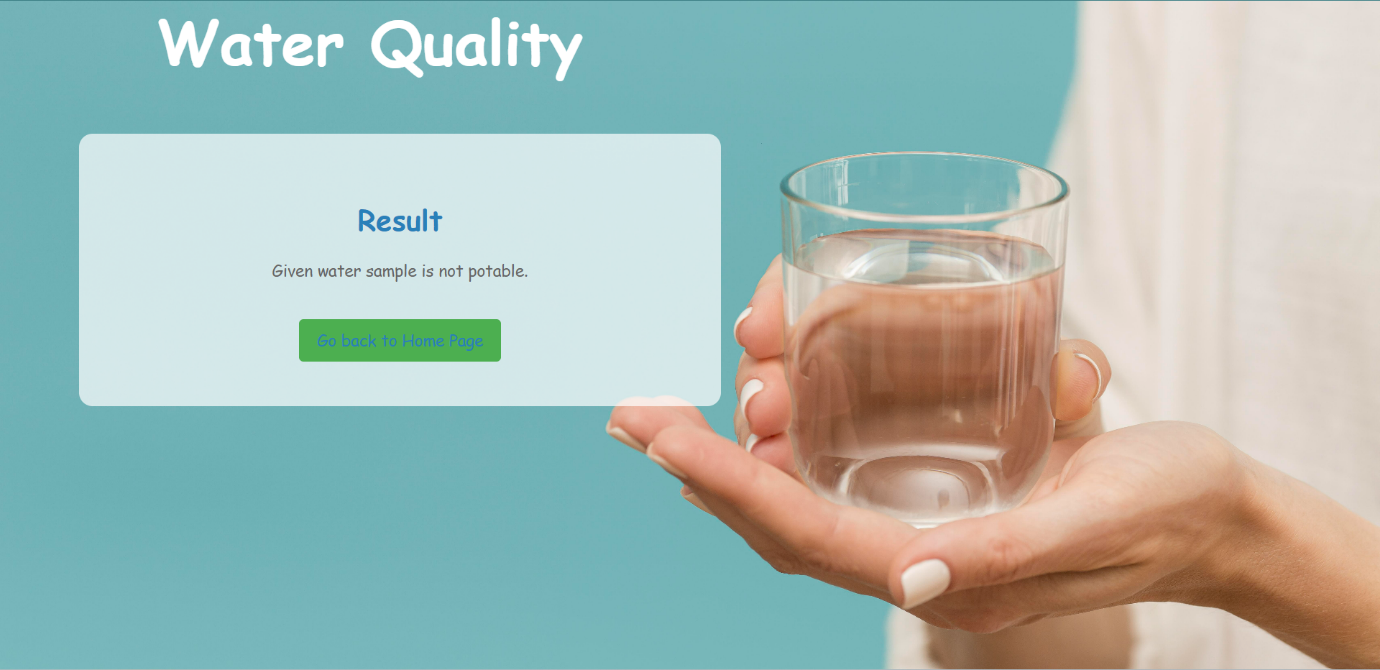 Water Quality
Result
Given water sample is not potable.
Go back to Home Page